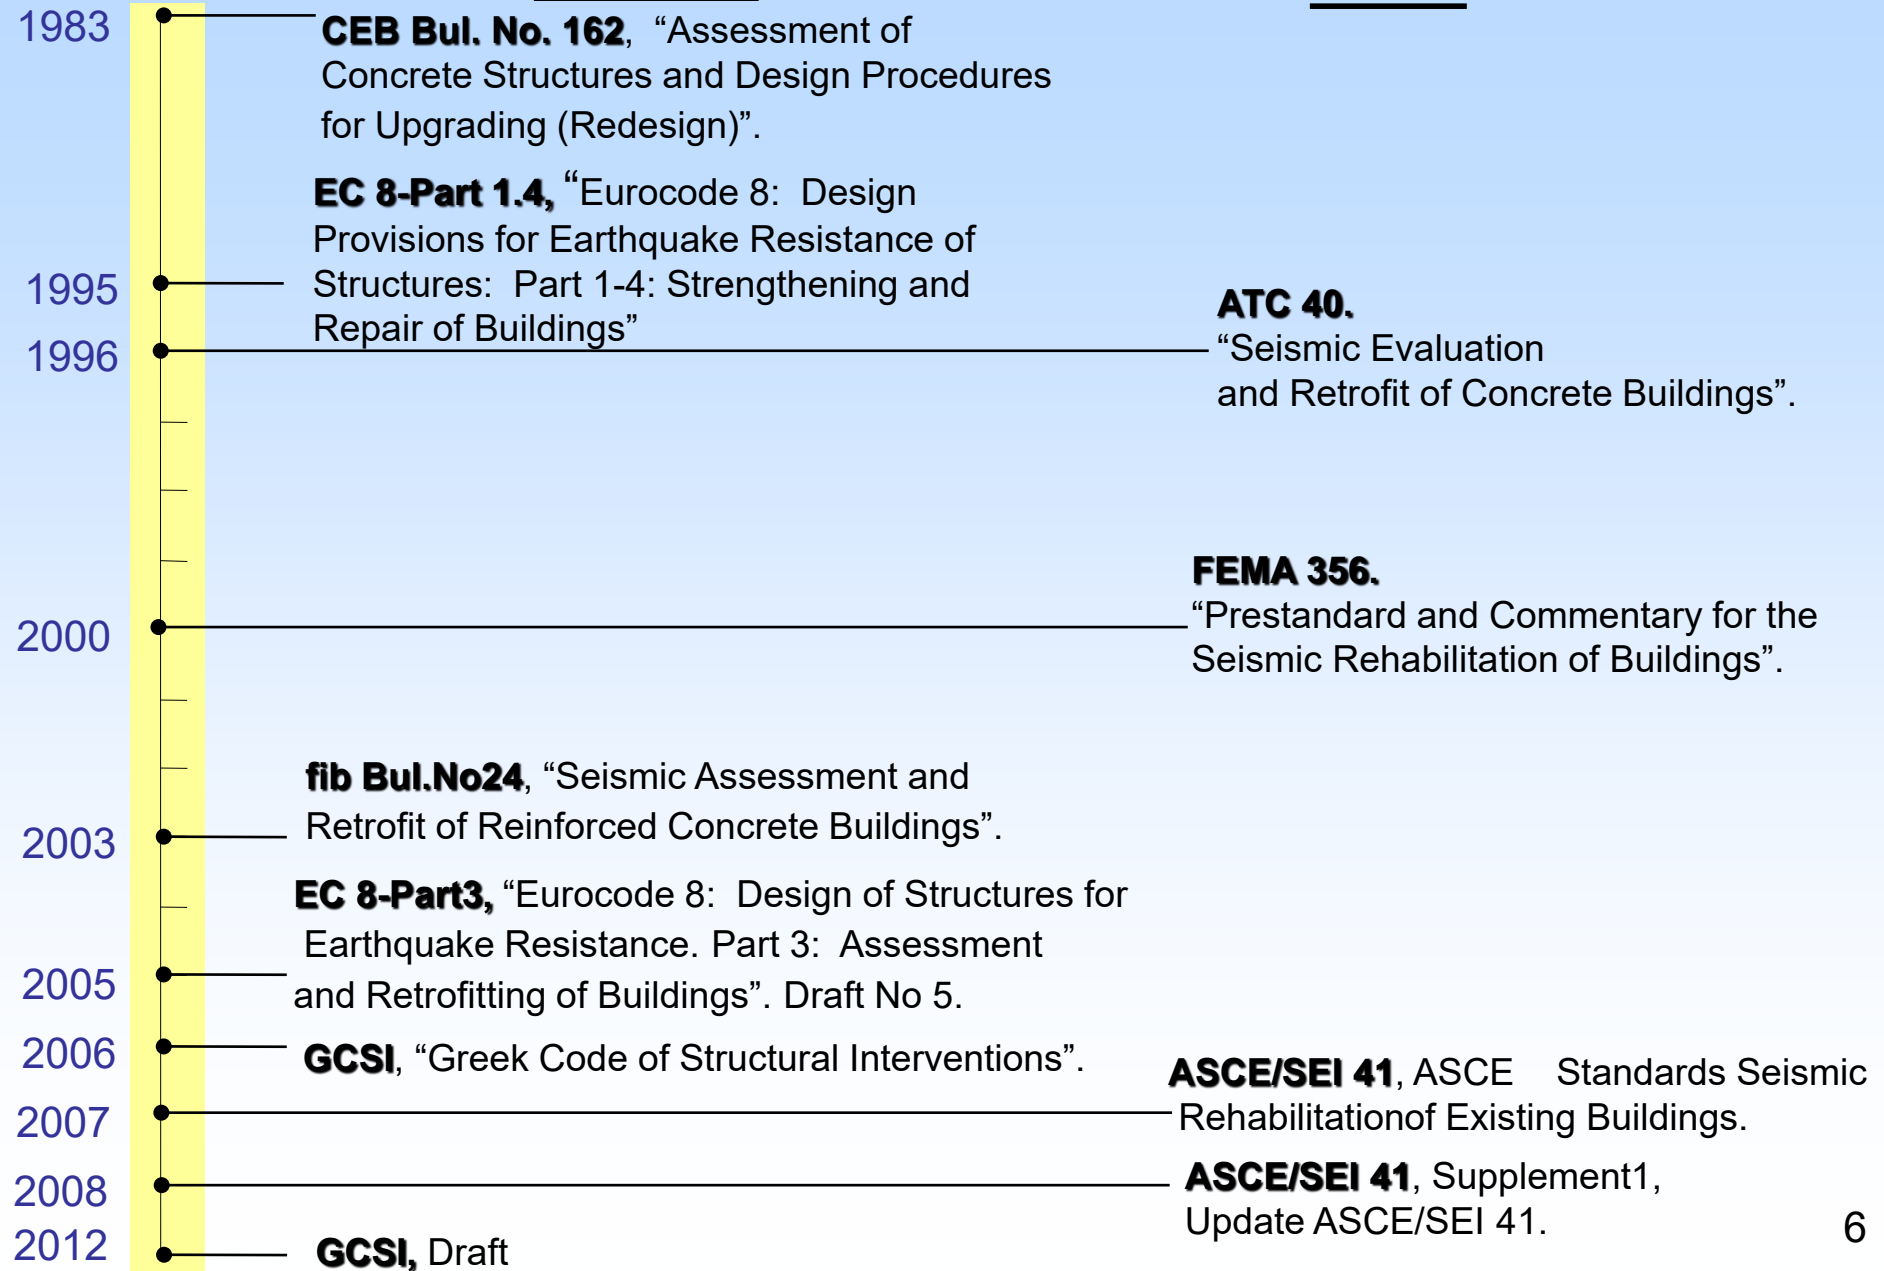 1983
CEB Bul. No. 162, “Assessment of
Concrete Structures and Design Procedures
for Upgrading (Redesign)”.
EC 8-Part 1.4, “Eurocode 8: Design
Provisions for Earthquake Resistance of
1995
Structures: Part 1-4: Strengthening and
Repair of Buildings”
1996
ATC 40.
“Seismic Evaluation
and Retrofit of Concrete Buildings”.
FEMA 356.
2000
“Prestandard and Commentary for the
Seismic Rehabilitation of Buildings”.
fib Bul.No24, “Seismic Assessment and
Retrofit of Reinforced Concrete Buildings”.
2003
EC 8-Part3, “Eurocode 8: Design of Structures for
Earthquake Resistance. Part 3: Assessment
2005
and Retrofitting of Buildings”. Draft No 5.
2006
GCSI, “Greek Code of Structural Interventions”.
ASCE/SEI 41, ASCE Standards Seismic
2007
Rehabilitationof Existing Buildings.
2008
ASCE/SEI 41, Supplement1,
Update ASCE/SEI 41.
2012
GCSI, Draft
6